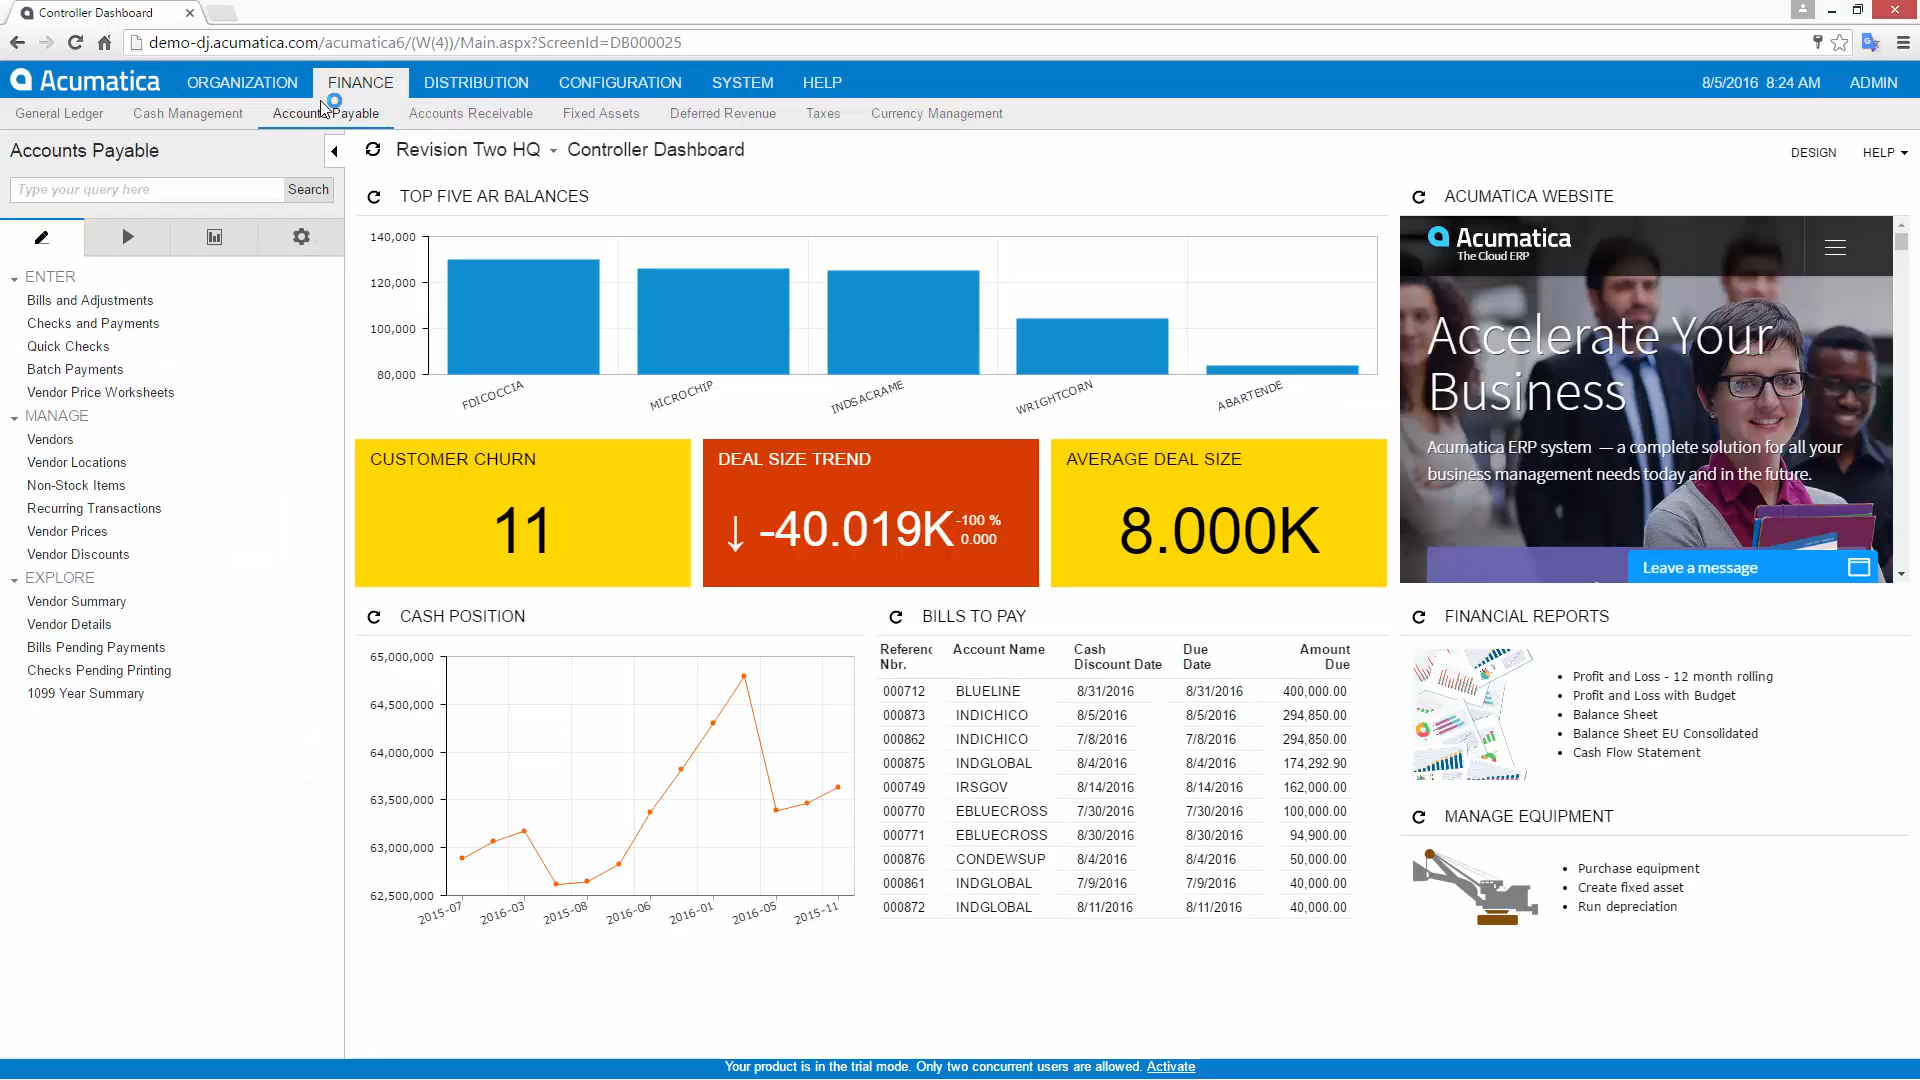 Controller Dashboard
demo-dj.acumatica.com/acumatica6/(W(4))/Main.aspx?ScreenId=DB000025
Acumatica ORGANIZATION FINANCE DISTRIBUTION CONFIGURATION SYSTEM HELP 8/5/2016 8:24 AM ADMIN
General Ledger Cash Management Accounts Payable Accounts Receivable Fixed Assets Deferred Revenue Taxes Currency Management
Accounts Payable
Type your query here Search
ENTER
Bills and Adjustments
Checks and Payments
Quick Checks
Batch Payments
Vendor Price Worksheets
MANAGE
Vendors
Vendor Locations
Non-Stock Items
Recurring Transactions
Vendor Prices
Vendor Discounts
EXPLORE
Vendor Summary
Vendor Details
Bills Pending Payments
Checks Pending Printing
1099 Year Summary
Revision Two HQ Controller Dashboard
DESIGN HELP
TOP FIVE AR BALANCES
140,000
120,000
100,000
80,000
FDIOCCIA MICROCHIP INDSACRAME WRIGHTCORN ABARTENDE
ACUMATICA WEBSITE
Acumatica
The Cloud ERP
Accelerate Your
Business
Acumatica ERP system — a complete solution for all your
business management needs today and in the future.
Leave a message
CUSTOMER CHURN
11
DEAL SIZE TREND
-40.019K
-100 %
0.000
AVERAGE DEAL SIZE
8.000K
CASH POSITION
65,000,000
64,500,000
64,000,000
63,500,000
63,000,000
62,500,000
2015-07 2016-03 2015-08 2016-06 2016-01 2016-05 2015-11
BILLS TO PAY
Referenc Account Name Cash Due Amount
Nbr. Discount Date Date Due
000712 BLUELINE 8/31/2016 8/31/2016 400,000.00
000873 INDICHICO 8/5/2016 8/5/2016 294,850.00
000862 INDICHICO 7/8/2016 7/8/2016 294,850.00
000875 INDGLOBAL 8/4/2016 8/4/2016 174,292.90
000749 IRSGOV 8/14/2016 8/14/2016 162,000.00
000770 EBLUECROSS 7/30/2016 7/30/2016 100,000.00
000771 EBLUECROSS 8/30/2016 8/30/2016 94,900.00
000876 CONDEWSUP 8/4/2016 8/4/2016 50,000.00
000861 INDGLOBAL 7/9/2016 7/9/2016 40,000.00
000872 INDGLOBAL 8/11/2016 8/11/2016 40,000.00
FINANCIAL REPORTS
Profit and Loss - 12 month rolling
Profit and Loss with Budget
Balance Sheet
Balance Sheet EU Consolidated
Cash Flow Statement
MANAGE EQUIPMENT
Purchase equipment
Create fixed asset
Run depreciation
Your product is in the trial mode. Only two concurrent users are allowed. Activate